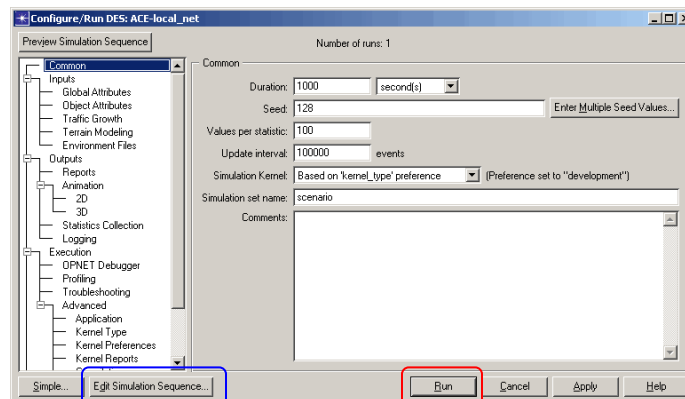 Configure/Run DES: ACE-local_net
Preview Simulation Sequence
Number of runs: 1
Common
Inputs
Global Attributes
Object Attributes
Traffic Growth
Terrain Modeling
Environment Files
Outputs
Reports
Animation
2D
3D
Statistics Collection
Logging
Execution
OPNET Debugger
Profiling
Troubleshooting
Advanced
Application
Kernel Type
Kernel Preferences
Kernel Reports
Common
Duration: 1000 second(s)
Seed: 128 Enter Multiple Seed Values...
Values per statistic: 100
Update interval: 100000 events
Simulation Kernel: Based on 'kernel_type' preference (Preference set to "development")
Simulation set name: scenario
Comments:
Simple... Edit Simulation Sequence... Run Cancel Apply Help